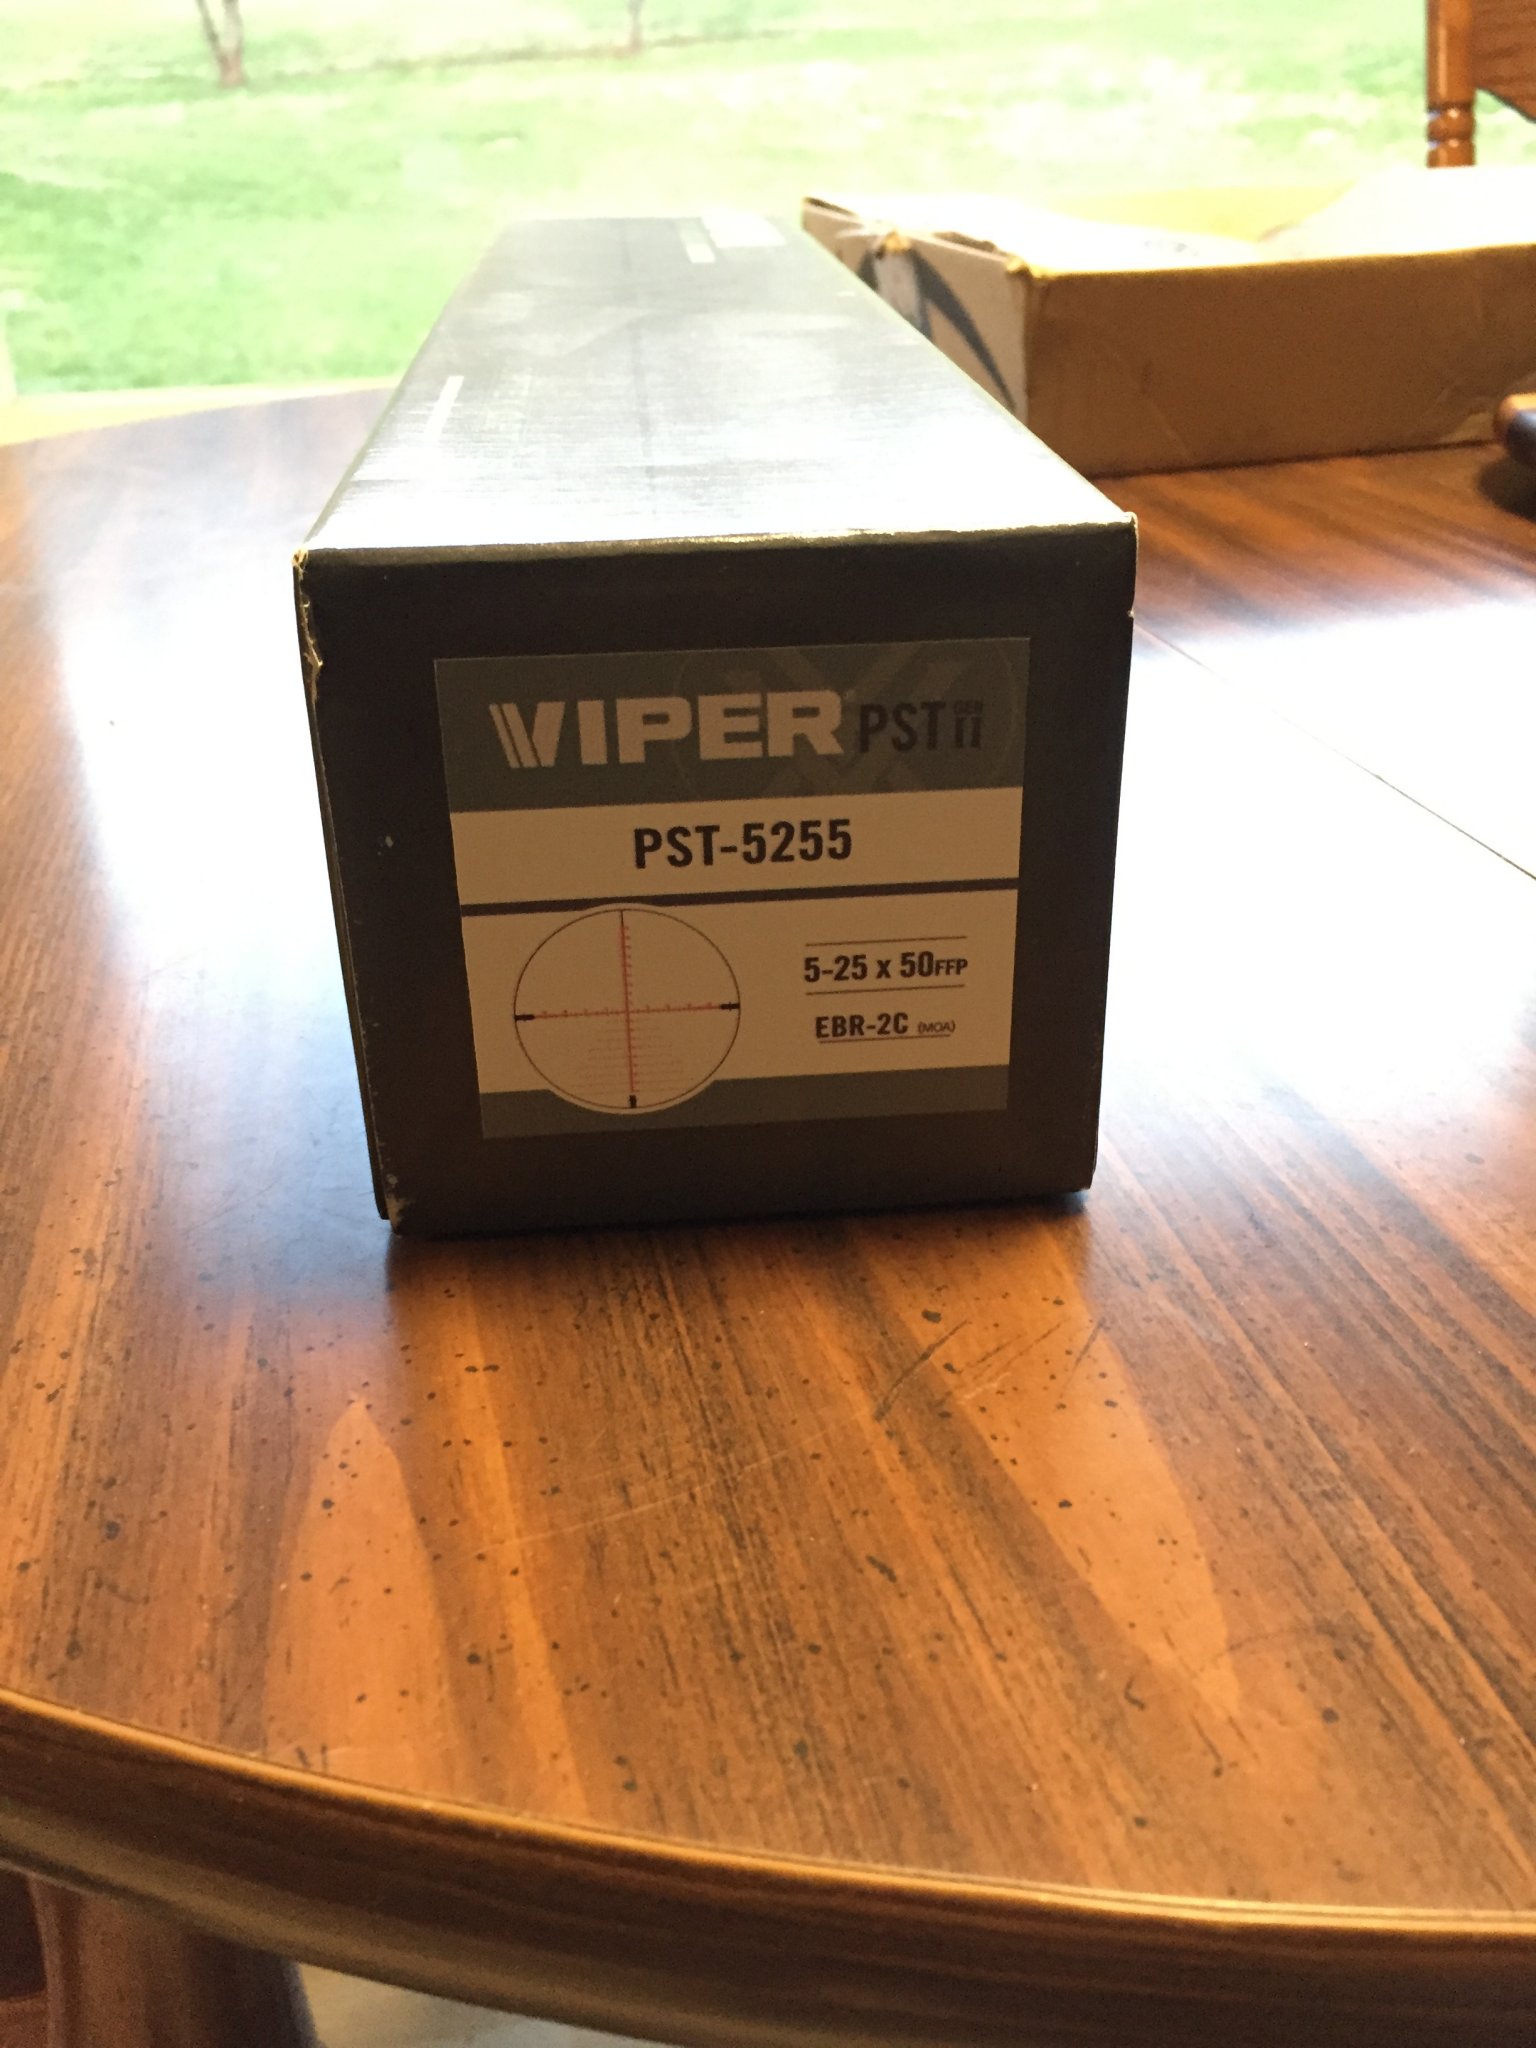 VIPER PST GEN II
PST-5255
5-25 x 50FFP
EBR-2C (MOA)